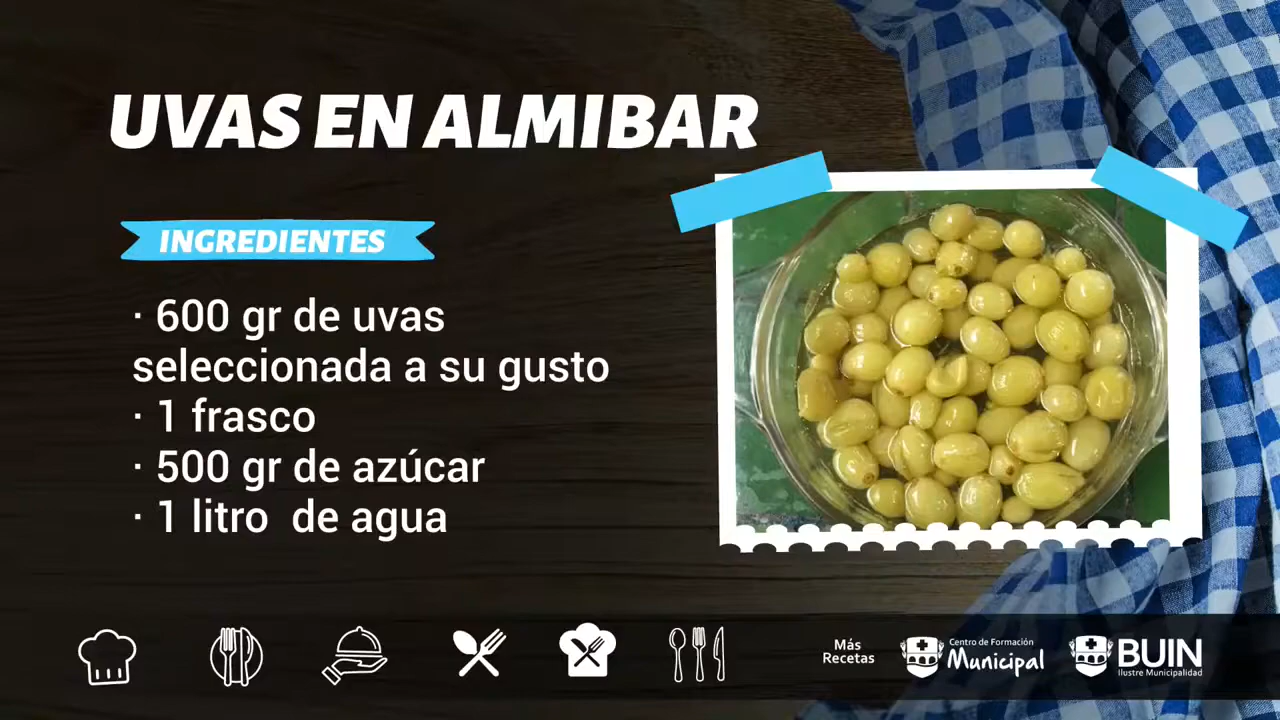 UVAS EN ALMIBAR
INGREDIENTES
· 600 gr de uvas
seleccionada a su gusto
· 1 frasco
· 500 gr de azúcar
· 1 litro  de agua
Más
Recetas
Centro de Formación
Municipal
BUIN
Ilustre Municipalidad